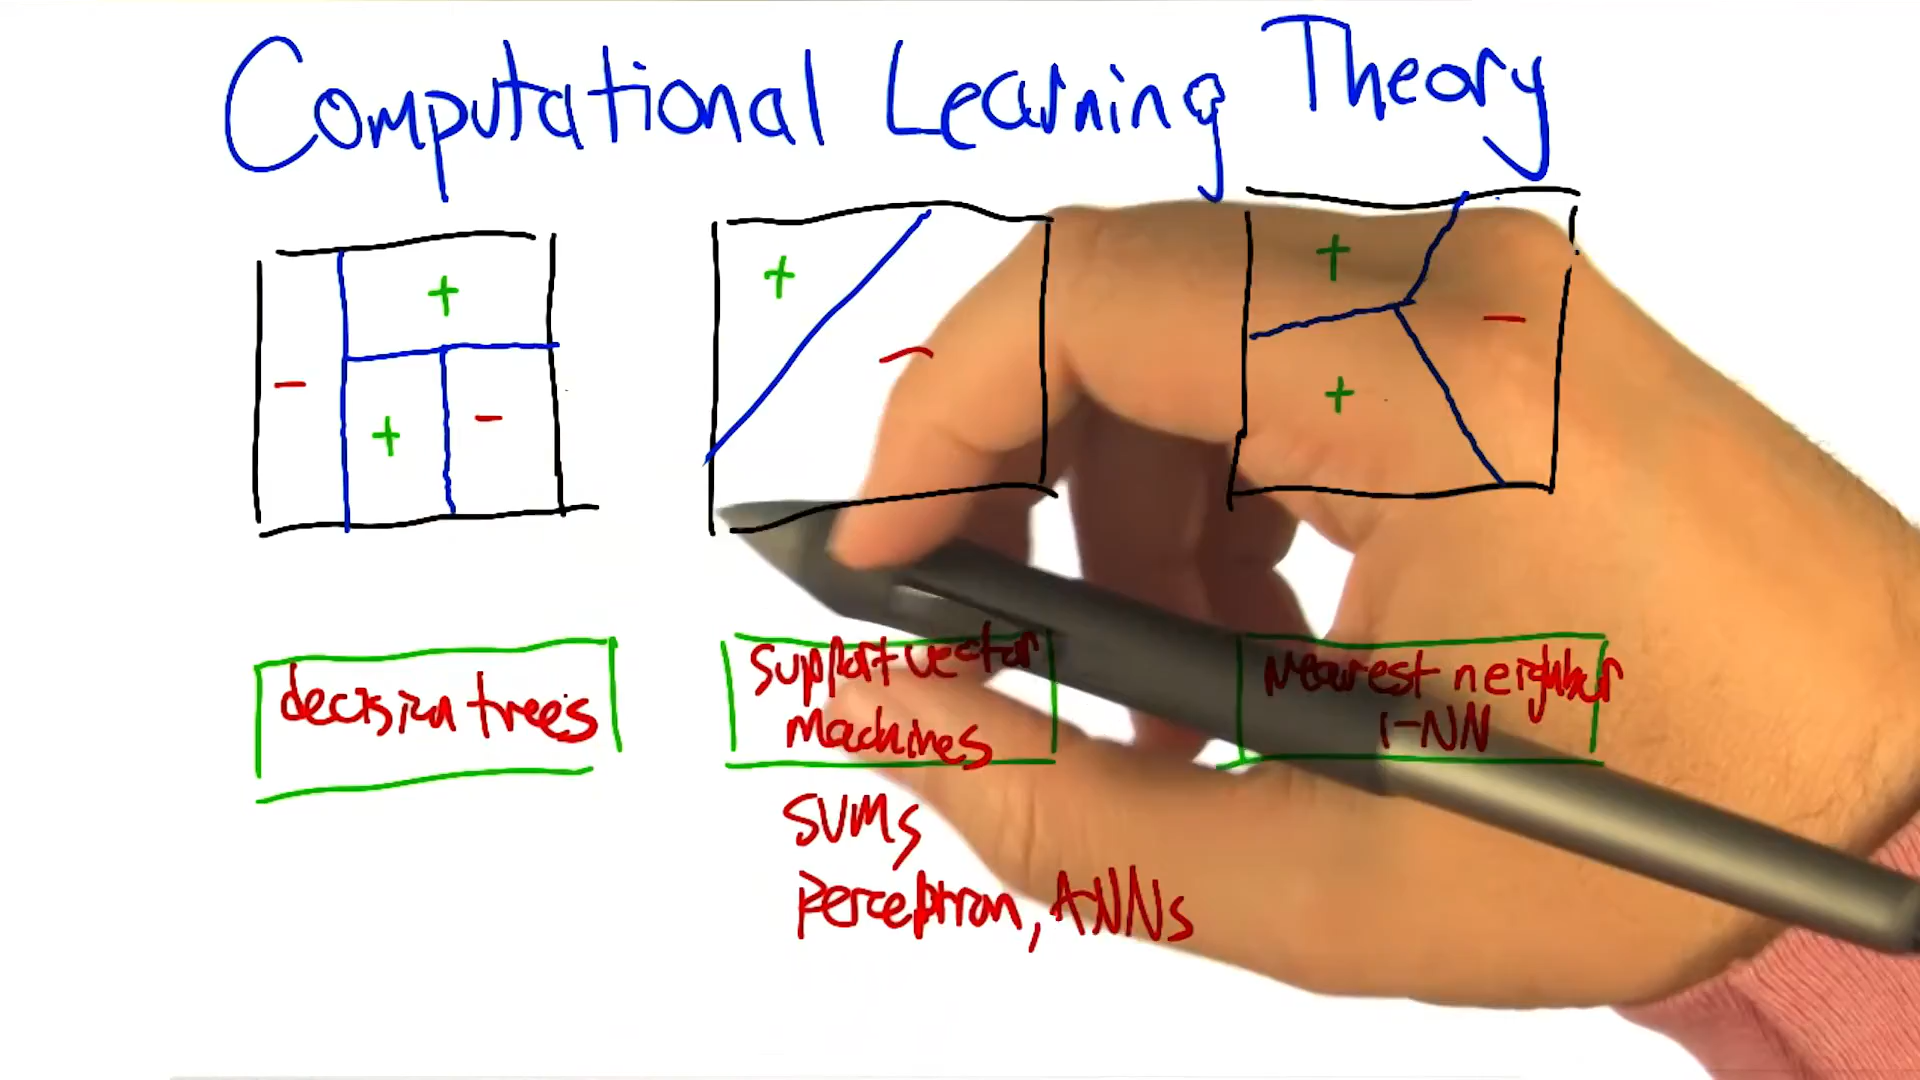 Computational Learning Theory
+
-
+
-
+
-
+
-
+
decision trees
support vector
machines
nearest neighbor
1-NN
SVMs
perceptron, ANNs